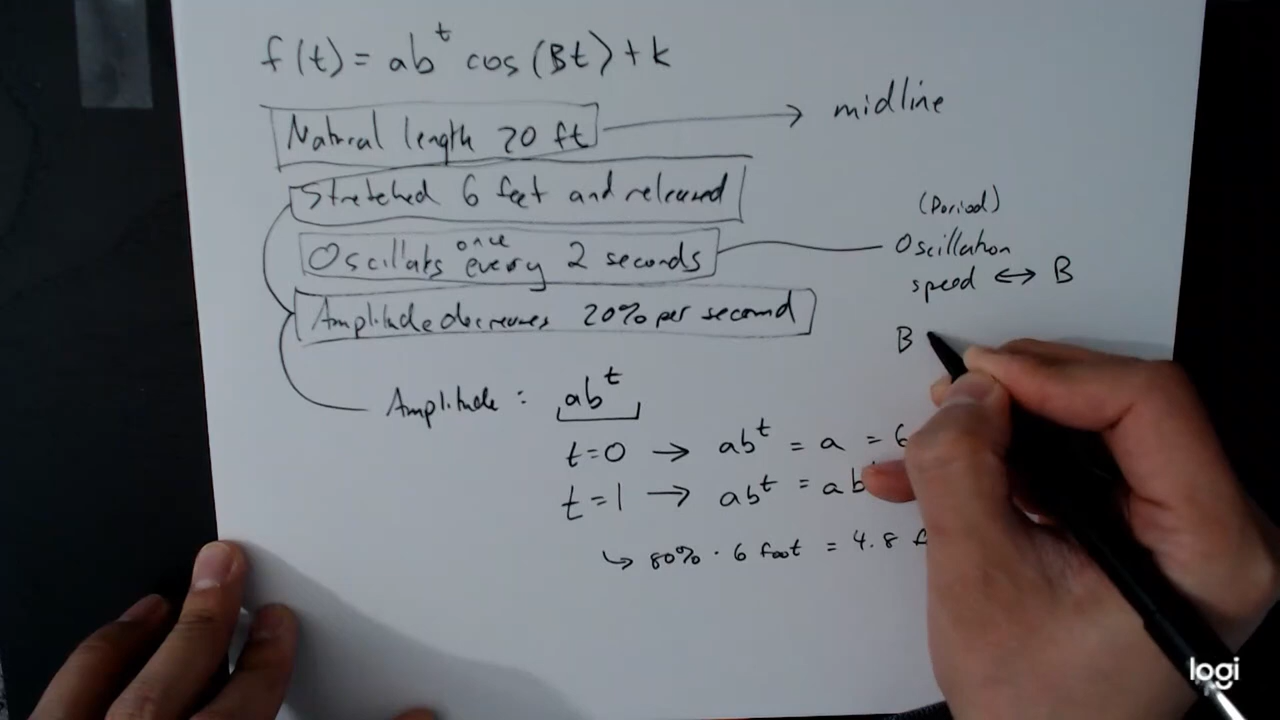 f(t) = ab^t cos(Bt) + k
Natural length 20 ft → midline
Stretched 6 feet and released
(Period)
Oscillates once every 2 seconds
Oscillation
speed ↔ B
Amplitude decreases 20% per second
B
Amplitude : ab^t
t=0 → ab^t = a = 6
t=1 → ab^t = ab
↳ 80% · 6 foot = 4.8 f
logi